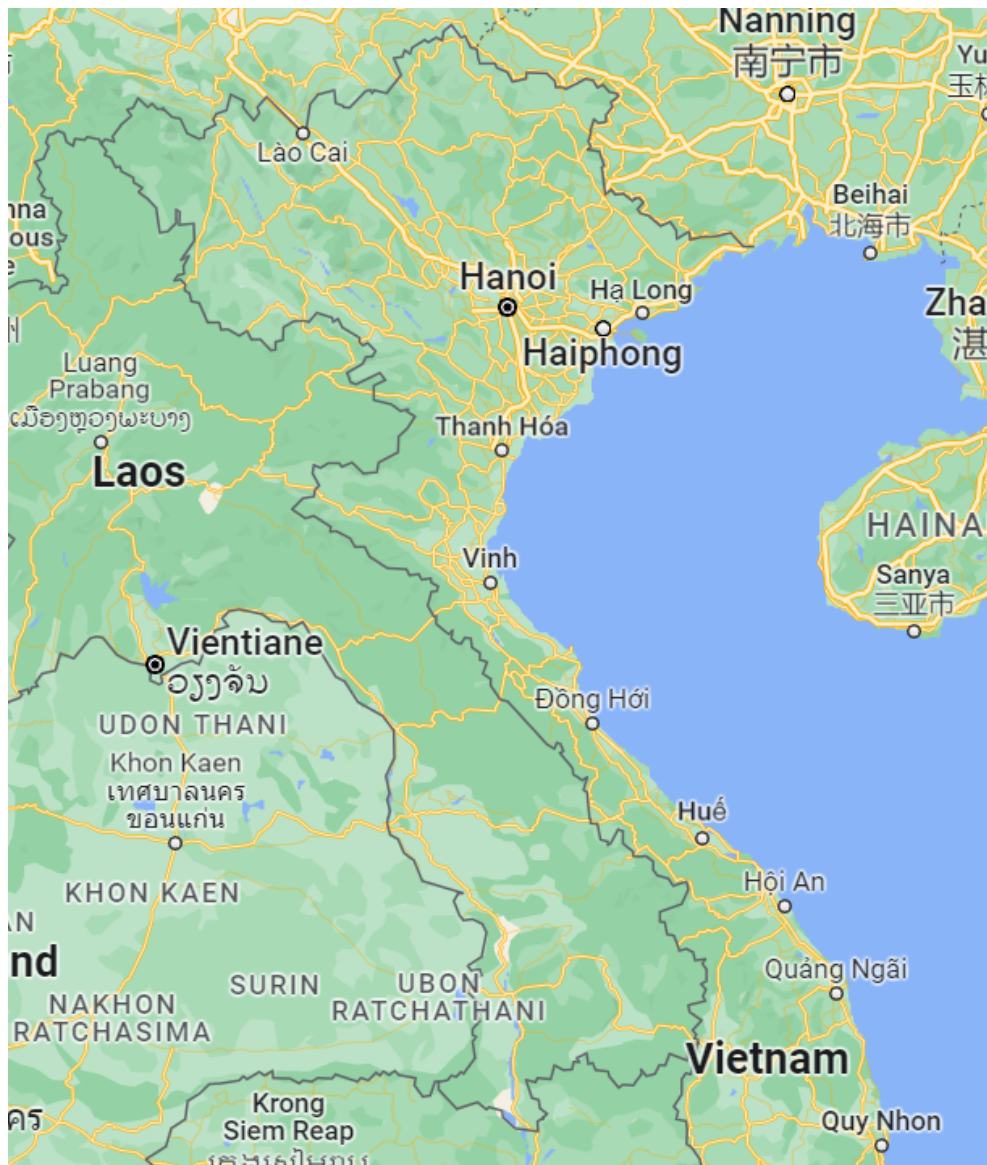 Nanning
南宁市
Lào Cai
Beihai
北海市
Hanoi
Hạ Long
Haiphong
Luang
Prabang
ເມືອງຫຼວງພະບາງ
Thanh Hóa
Laos
HAINA
Vinh
Sanya
三亚市
Vientiane
ວຽງຈັນ
Đồng Hới
UDON THANI
Khon Kaen
เทศบาลนคร
ขอนแก่น
Huế
KHON KAEN
Hội An
nd
Quảng Ngãi
SURIN
UBON
RATCHATHANI
NAKHON
RATCHASIMA
Vietnam
Krong
Siem Reap
Quy Nhon